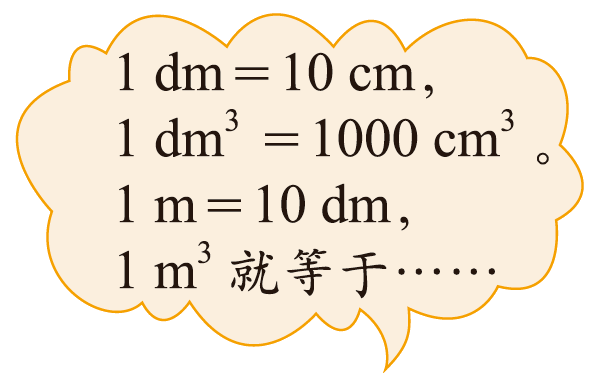 1 dm = 10 cm,
1 dm³ = 1000 cm³。
1 m = 10 dm,
1 m³ 就等于……